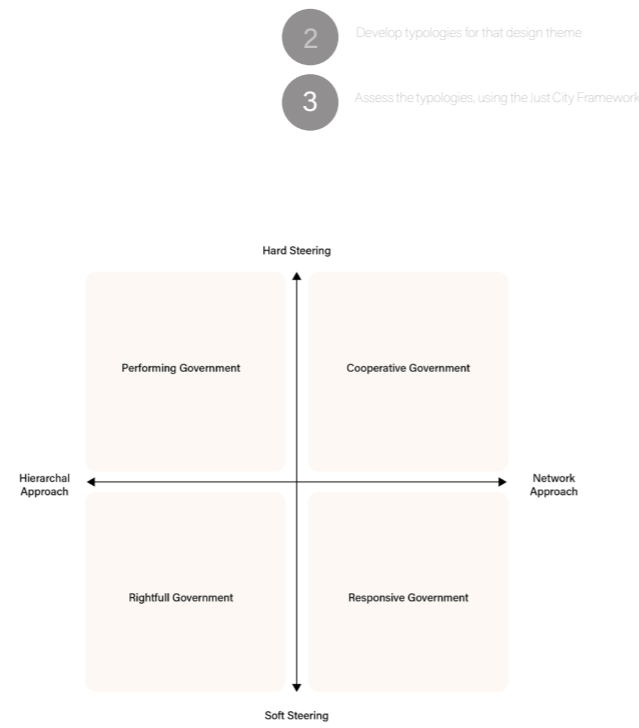 2
Develop typologies for that design theme
3
Assess the typologies, using the Just City Framework
Hard Steering
Performing Government
Cooperative Government
Hierarchal
Approach
Network
Approach
Rightfull Government
Responsive Government
Soft Steering